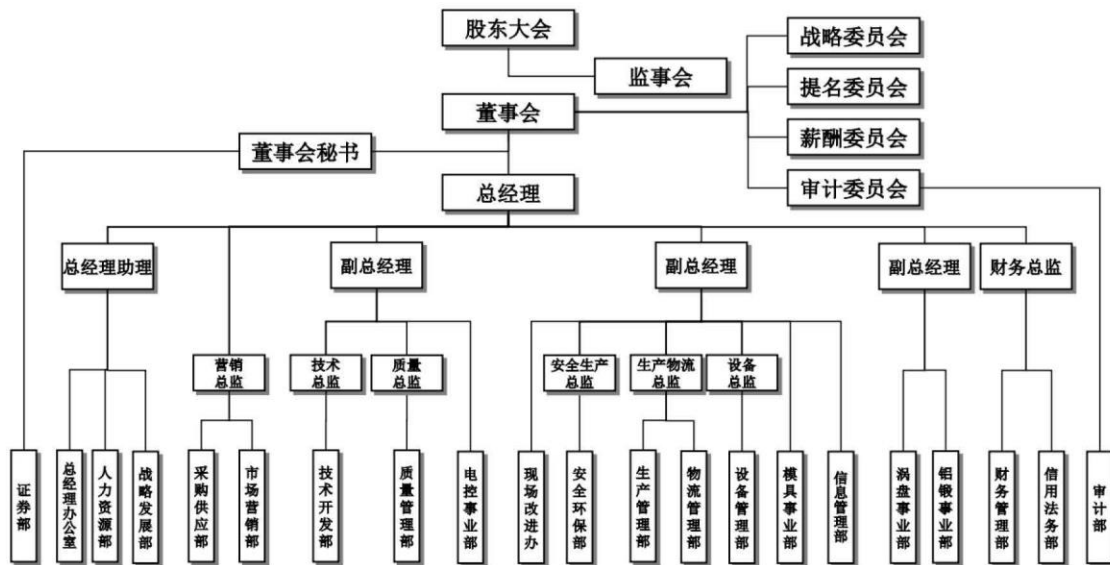 股东大会
战略委员会
监事会
提名委员会
董事会
薪酬委员会
董事会秘书
审计委员会
总经理
总经理助理
副总经理
副总经理
副总经理
财务总监
营销
总监
技术
总监
质量
总监
安全生产
总监
生产物流
总监
设备
总监
证券部
总经理办公室
人力资源部
战略发展部
采购供应部
市场营销部
技术开发部
质量管理部
电控事业部
现场改进办
安全环保部
生产管理部
物流管理部
设备管理部
模具事业部
信息管理部
涡盘事业部
铝锻事业部
财务管理部
信用法务部
审计部